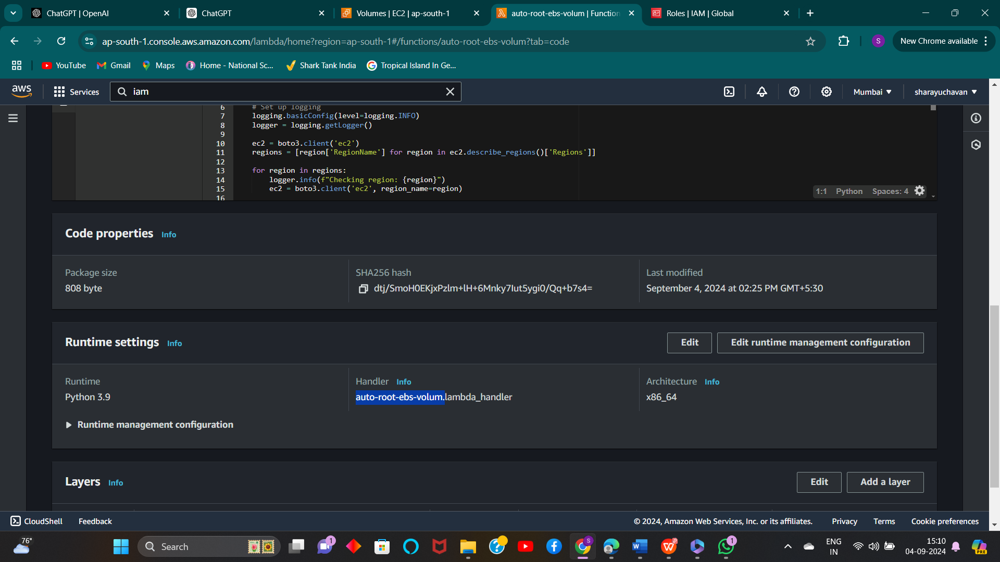 ChatGPT | OpenAI
ChatGPT
Volumes | EC2 | ap-south-1
auto-root-ebs-volum | Function
Roles | IAM | Global
ap-south-1.console.aws.amazon.com/lambda/home?region=ap-south-1#/functions/auto-root-ebs-volum?tab=code
S
New Chrome available
YouTube
Gmail
Maps
Home - National Sc...
Shark Tank India
Tropical Island In Ge...
aws
Services
iam
Mumbai
sharayuchavan
6 # Set up logging
7 logging.basicConfig(level=logging.INFO)
8 logger = logging.getLogger()
9
10 ec2 = boto3.client('ec2')
11 regions = [region['RegionName'] for region in ec2.describe_regions()['Regions']]
12
13 for region in regions:
14 logger.info(f"Checking region: {region}")
15 ec2 = boto3.client('ec2', region_name=region)
16
1:1 Python Spaces: 4
Code properties Info
Package size
808 byte
SHA256 hash
dtj/SmoH0EKjxPzlm+lH+6Mnky7Iut5ygi0/Qq+b7s4=
Last modified
September 4, 2024 at 02:25 PM GMT+5:30
Runtime settings Info
Edit
Edit runtime management configuration
Runtime
Python 3.9
Handler Info
auto-root-ebs-volum.lambda_handler
Architecture Info
x86_64
Runtime management configuration
Layers Info
Edit
Add a layer
CloudShell
Feedback
© 2024, Amazon Web Services, Inc. or its affiliates.
Privacy
Terms
Cookie preferences
76°
Search
1
S
1
ENG
IN
15:10
04-09-2024
PRE